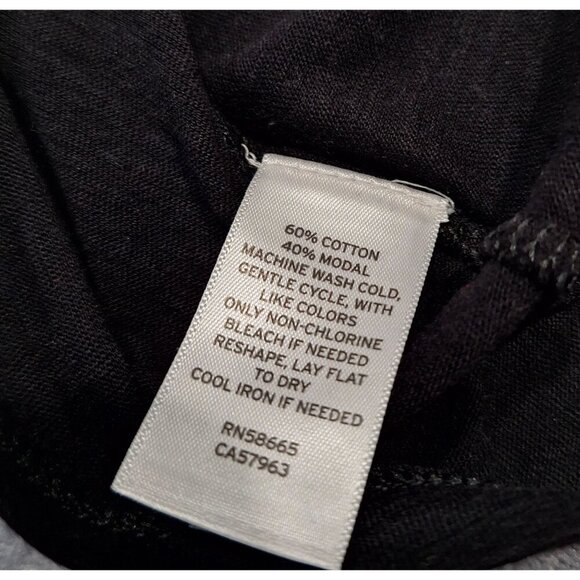 60% COTTON
40% MODAL
MACHINE WASH COLD,
GENTLE CYCLE, WITH
LIKE COLORS
ONLY NON-CHLORINE
BLEACH IF NEEDED
RESHAPE, LAY FLAT
TO DRY
COOL IRON IF NEEDED
RN58665
CA57963